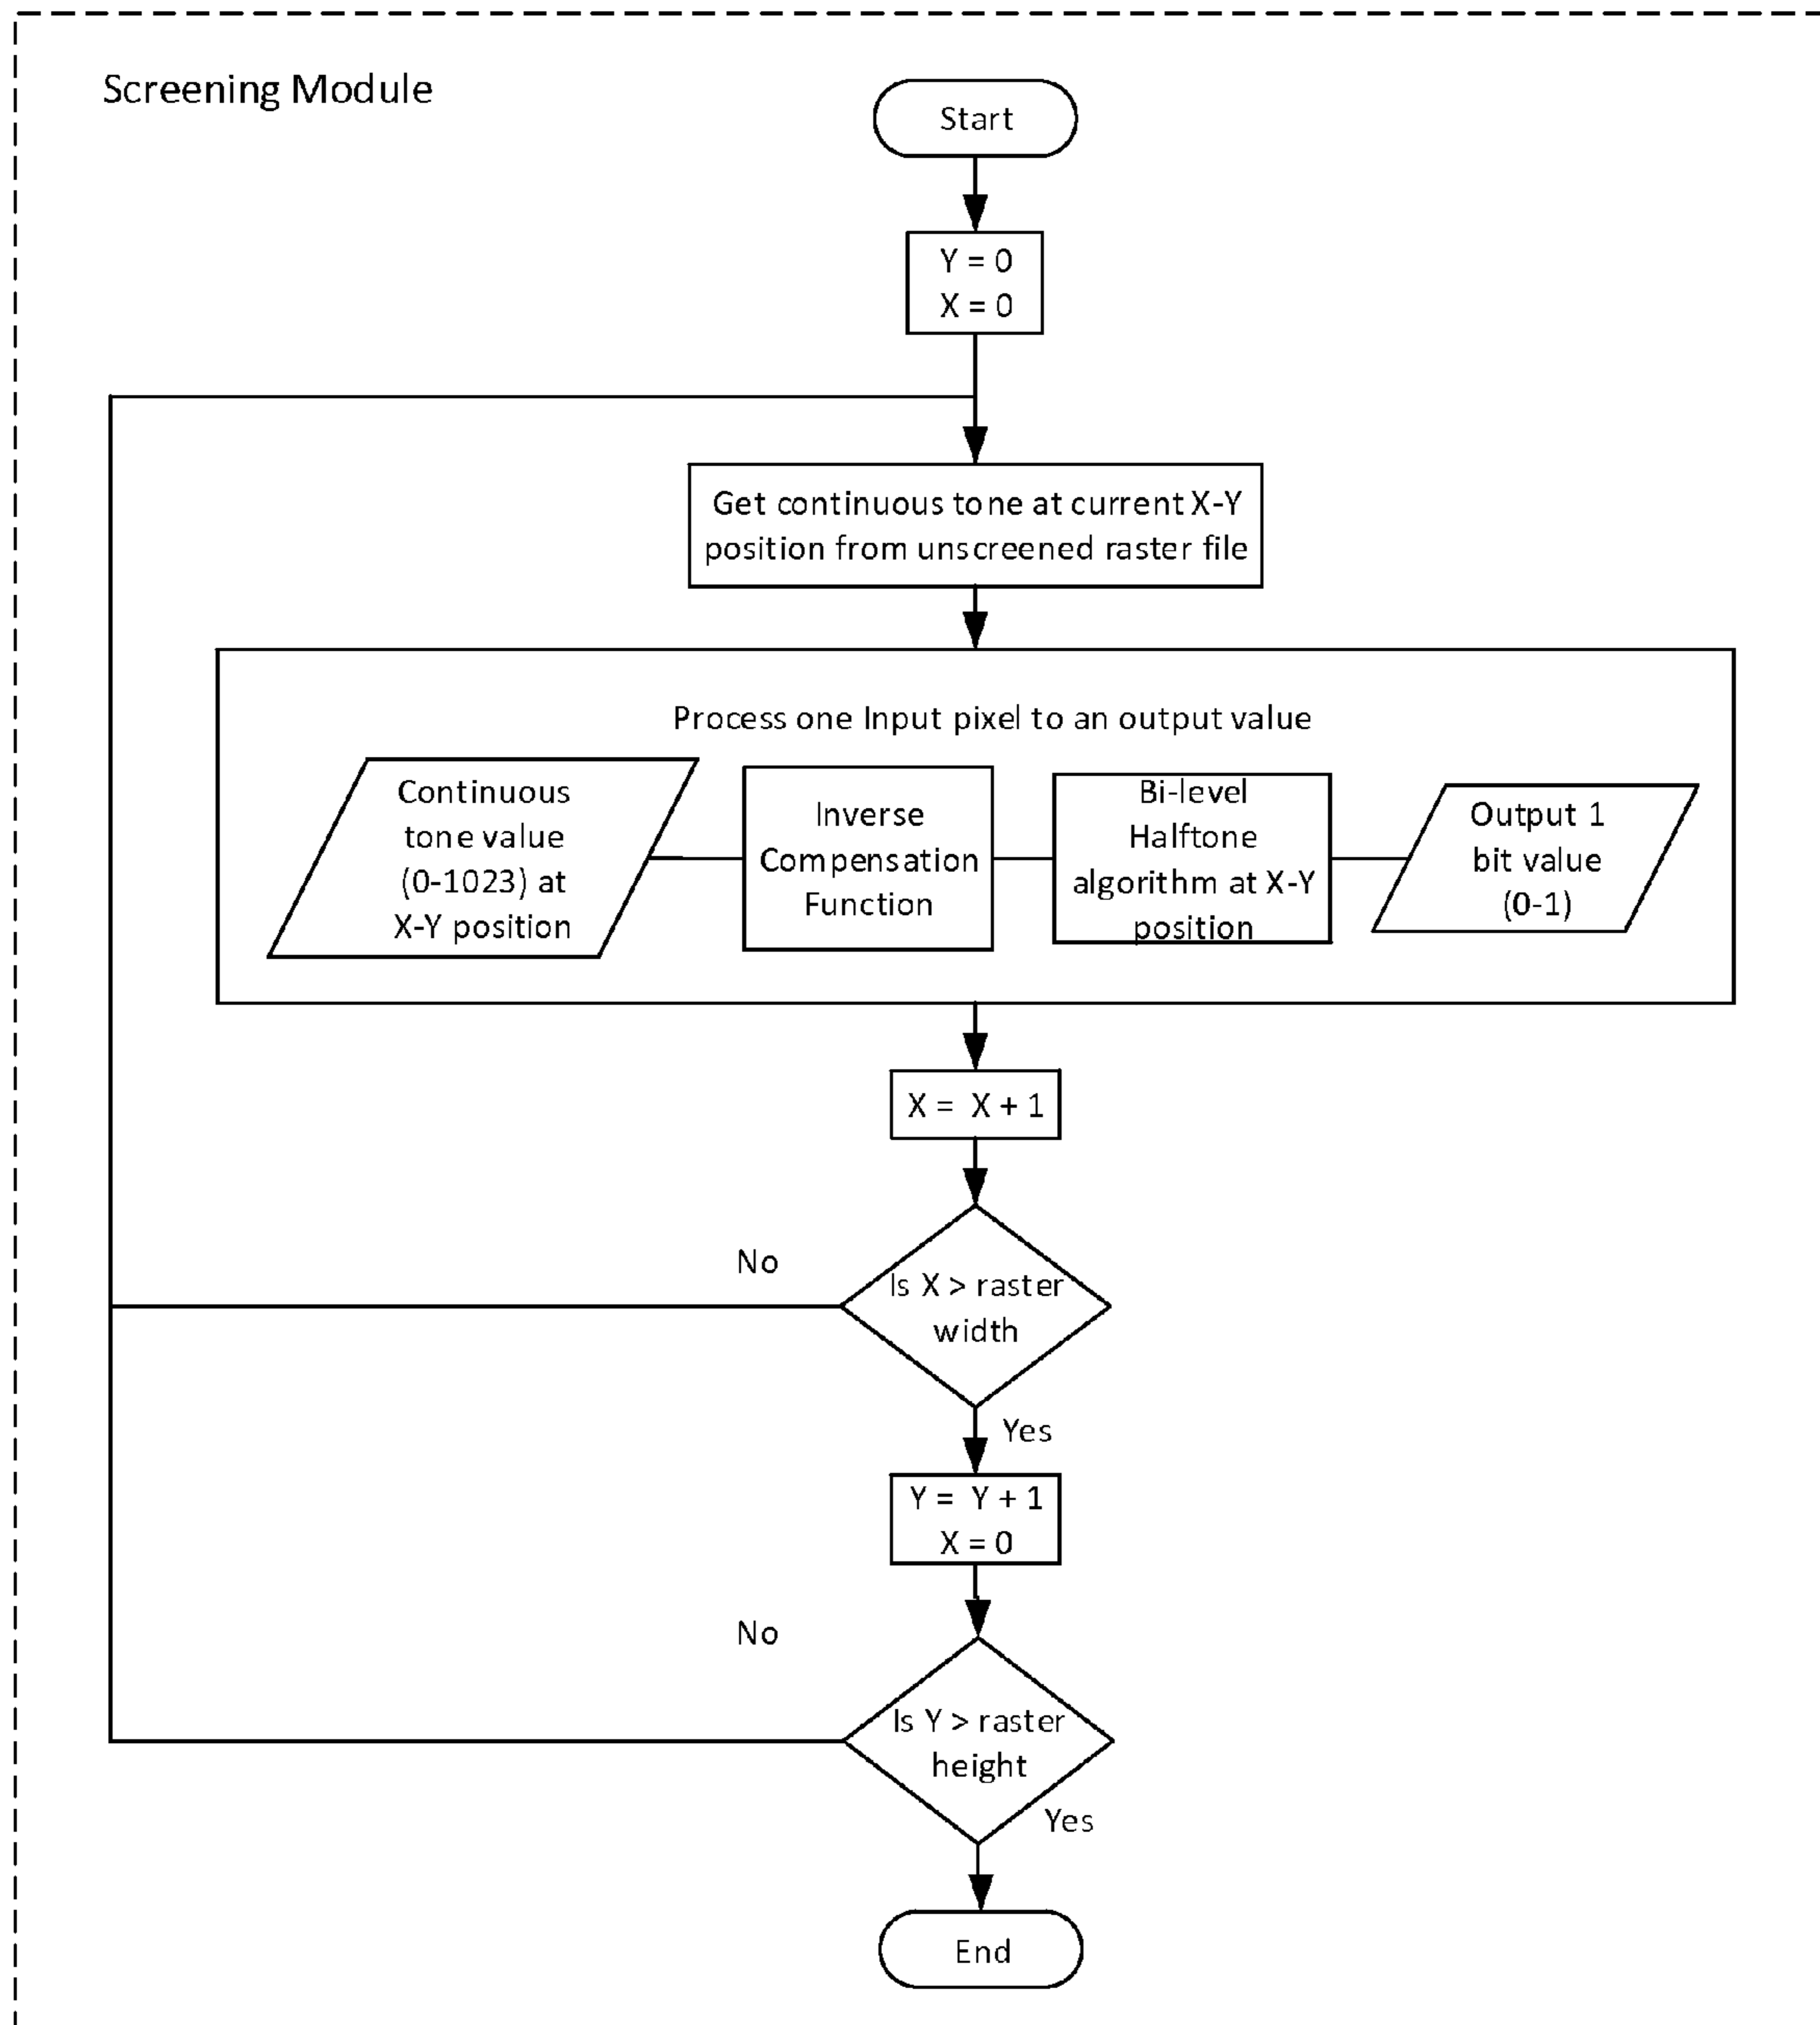 Screening Module
Start
Y = 0
X = 0
Get continuous tone at current X-Y
position from unscreened raster file
Process one Input pixel to an output value
Continuous
tone value
(0-1023) at
X-Y position
Inverse
Compensation
Function
Bi-level
Halftone
algorithm at X-Y
position
Output 1
bit value
(0-1)
X = X + 1
No
Is X > raster
width
Yes
Y = Y + 1
X = 0
No
Is Y > raster
height
Yes
End